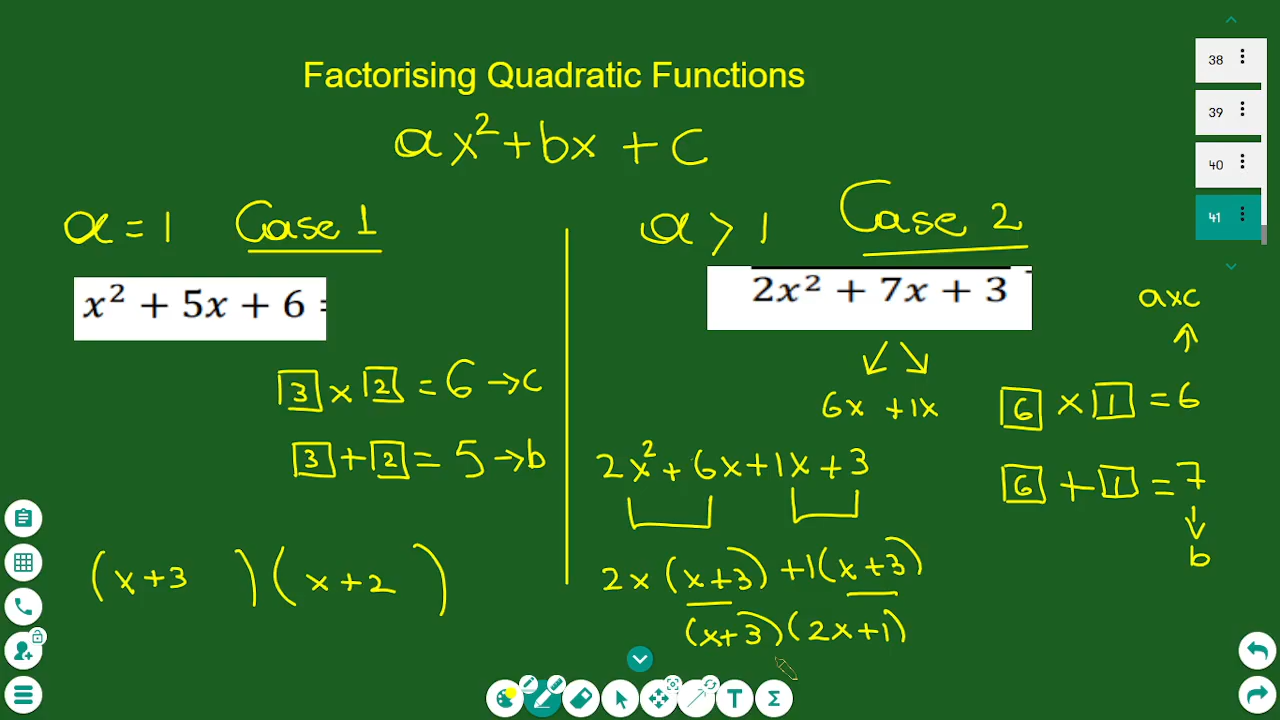 Factorising Quadratic Functions
ax²+bx+c
a=1 Case 1
x² + 5x + 6 =
3 x 2 = 6 → c
3 + 2 = 5 → b
(x+3)(x+2)
a > 1 Case 2
2x² + 7x + 3
6x +1x
2x²+6x+1x+3
2x(x+3)+1(x+3)
(x+3)(2x+1)
axc
6 x 1 = 6
6 + 1 = 7
b
38
39
40
41
T
Σ